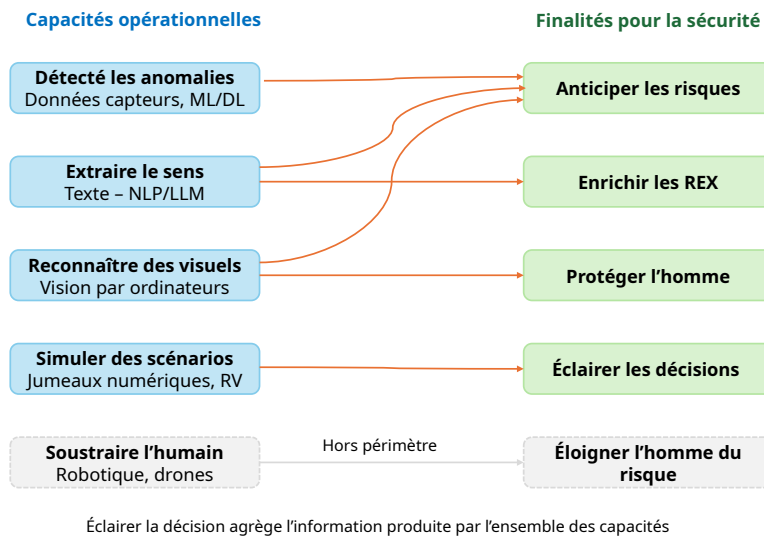 Capacités opérationnelles
Finalités pour la sécurité
Détecté les anomalies
Données capteurs, ML/DL
Anticiper les risques
Extraire le sens
Texte – NLP/LLM
Enrichir les REX
Reconnaître des visuels
Vision par ordinateurs
Protéger l’homme
Simuler des scénarios
Jumeaux numériques, RV
Éclairer les décisions
Soustraire l’humain
Robotique, drones
Hors périmètre
Éloigner l’homme du
risque
Éclairer la décision agrège l’information produite par l’ensemble des capacités